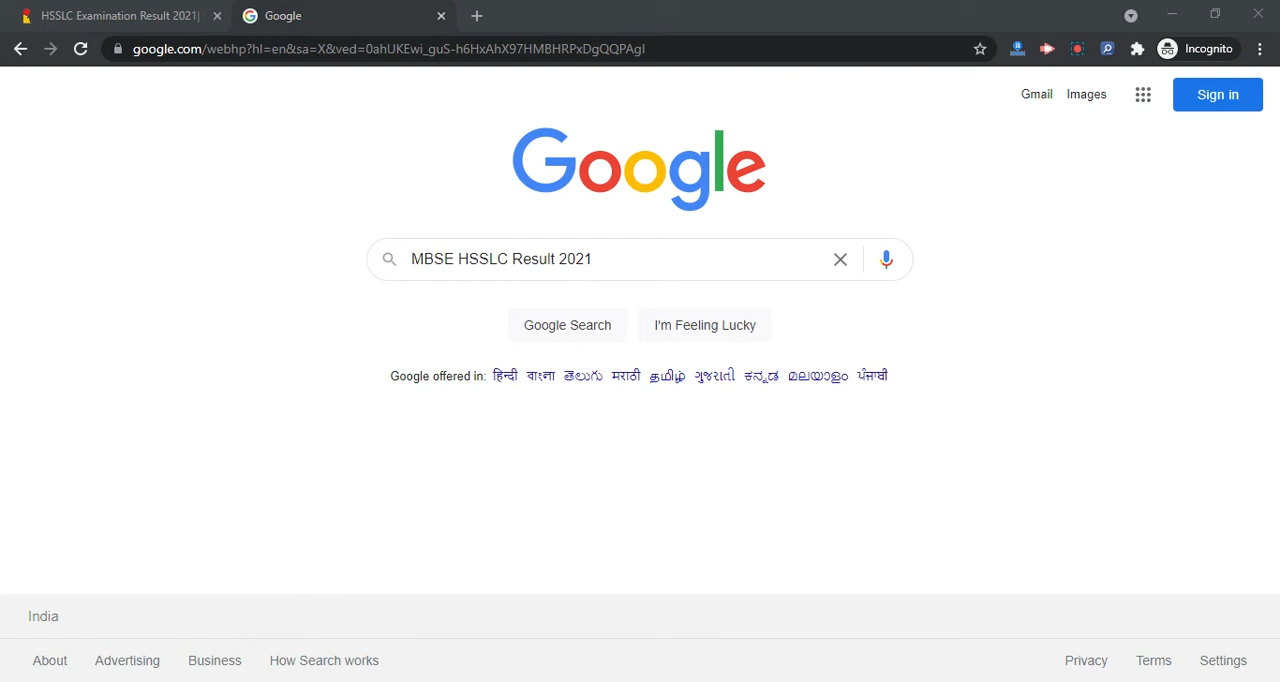 HSSLC Examination Result 2021|
Google
google.com/webhp?hl=en&sa=X&ved=0ahUKEwi_guS-h6HxAhX97HMBHRPxDgQQPAgI
Incognito
Gmail Images
Sign in
Google
MBSE HSSLC Result 2021
Google Search I'm Feeling Lucky
Google offered in: हिन्दी বাংলা తెలుగు मराठी தமிழ் ગુજરાતી ಕನ್ನಡ മലയാളം ਪੰਜਾਬੀ
India
About Advertising Business How Search works Privacy Terms Settings